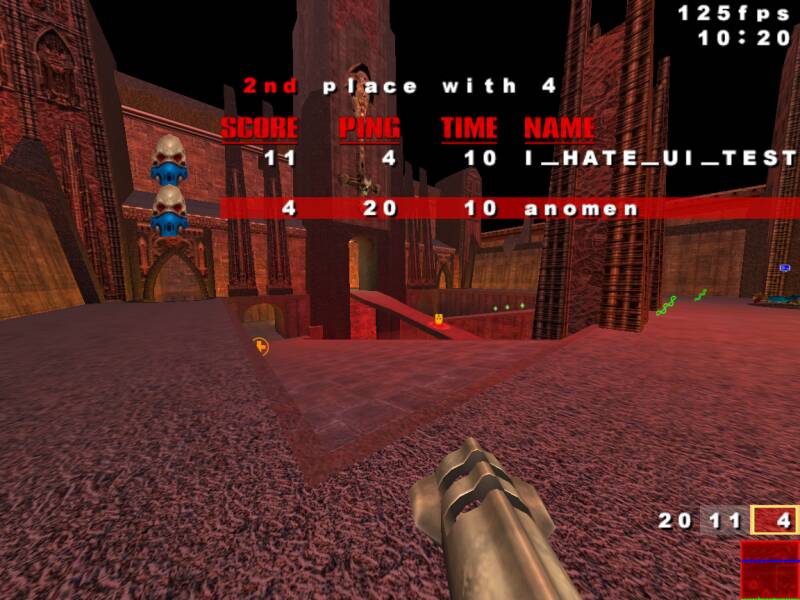 125fps
10:20
2nd place with 4
SCORE PING TIME NAME
11 4 10 I_HATE_UI_TEST
4 20 10 anomen
20 11 4